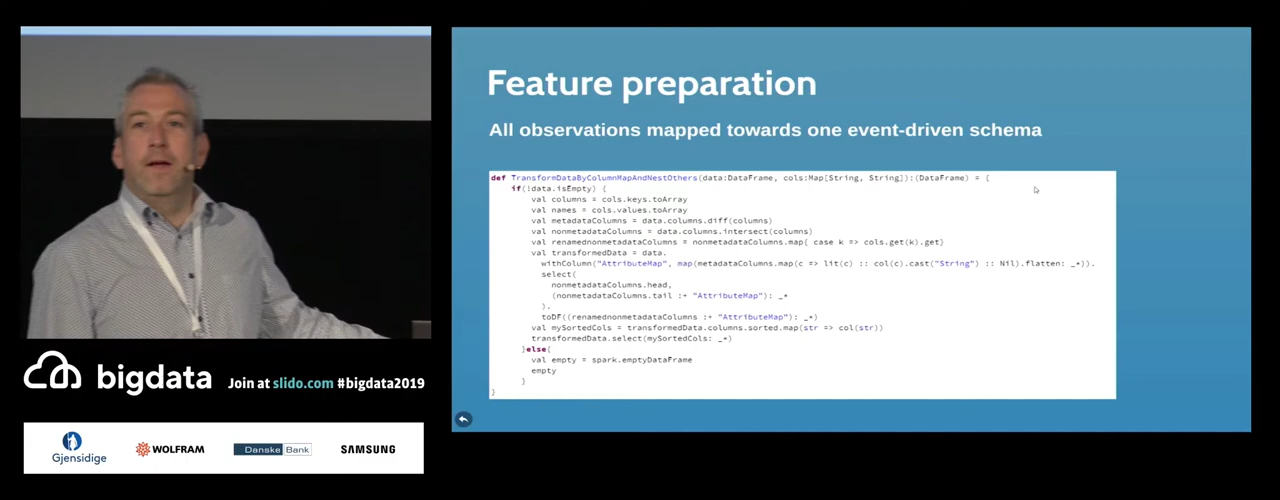 Feature preparation
All observations mapped towards one event-driven schema
def TransformDataByColumnMapAndNestOthers(data:DataFrame, cols:Map[String, String]):(DataFrame) = {
if(!data.isEmpty) {
val columns = cols.keys.toArray
val names = cols.values.toArray
val metadataColumns = data.columns.diff(columns)
val nonmetadataColumns = data.columns.intersect(columns)
val renamednonmetadataColumns = nonmetadataColumns.map{ case k => cols.get(k).get}
val transformedData = data.
withColumn("AttributeMap", map(metadataColumns.map(c => lit(c) :: col(c).cast("String") :: Nil).flatten: _*)).
select(
nonmetadataColumns.head,
(nonmetadataColumns.tail :+ "AttributeMap"): _*
).
toDF((renamednonmetadataColumns :+ "AttributeMap"): _*)
val mySortedCols = transformedData.columns.sorted.map(str => col(str))
transformedData.select(mySortedCols: _*)
}else{
val empty = spark.emptyDataFrame
empty
}
}
bigdata
Join at slido.com #bigdata2019
Gjensidige
WOLFRAM
Danske Bank
SAMSUNG